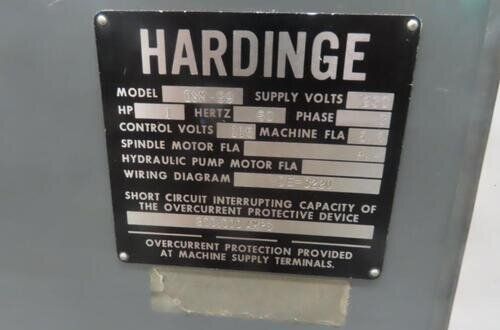 HARDINGE
MODEL SUPPLY VOLTS
HP HERTZ 60 PHASE
CONTROL VOLTS MACHINE FLA
SPINDLE MOTOR FLA
HYDRAULIC PUMP MOTOR FLA
WIRING DIAGRAM
SHORT CIRCUIT INTERRUPTING CAPACITY OF
THE OVERCURRENT PROTECTIVE DEVICE
OVERCURRENT PROTECTION PROVIDED
AT MACHINE SUPPLY TERMINALS.